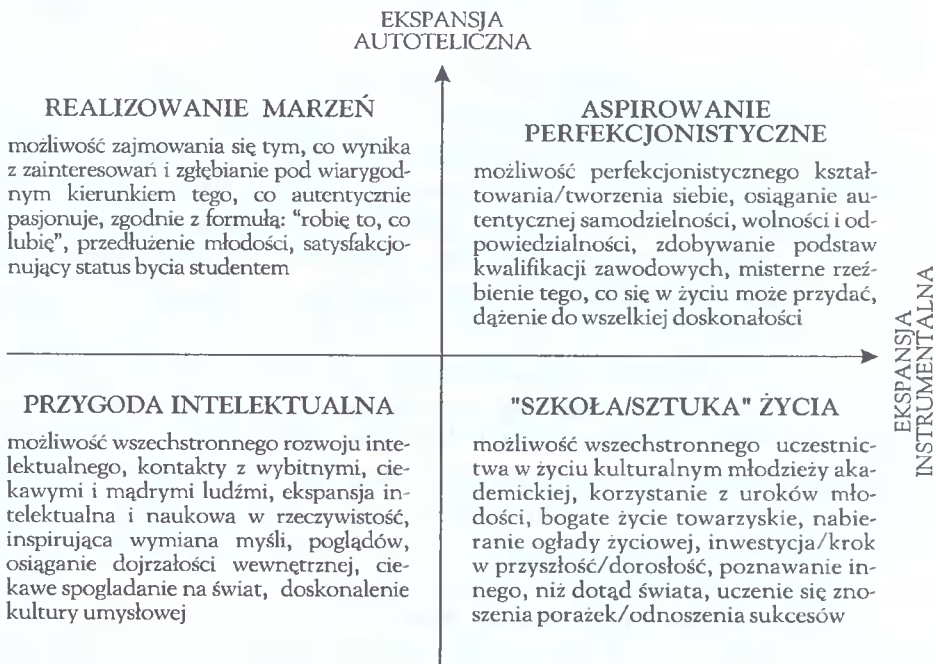 EKSPANSJA
AUTOTELICZNA
REALIZOWANIE MARZEŃ
możliwość zajmowania się tym, co wynika
z zainteresowań i zgłębianie pod wiarygod-
nym kierunkiem tego, co autentycznie
pasjonuje, zgodnie z formułą: "robię to, co
lubię", przedłużenie młodości, satysfakcjo-
nujący status bycia studentem
ASPIROWANIE
PERFEKCJONISTYCZNE
możliwość perfekcjonistycznego kształ-
towania/tworzenia siebie, osiąganie au-
tentycznej samodzielności, wolności i od-
powiedzialności, zdobywanie podstaw
kwalifikacji zawodowych, misterne rzeź-
bienie tego, co się w życiu może przydać,
dążenie do wszelkiej doskonałości
EKSPANSJA
INSTRUMENTALNA
PRZYGODA INTELEKTUALNA
możliwość wszechstronnego rozwoju inte-
lektualnego, kontakty z wybitnymi, cie-
kawymi i mądrymi ludźmi, ekspansja in-
telektualna i naukowa w rzeczywistość,
inspirująca wymiana myśli, poglądów,
osiąganie dojrzałości wewnętrznej, cie-
kawe spoglądanie na świat, doskonalenie
kultury umysłowej
"SZKOŁA/SZTUKA" ŻYCIA
możliwość wszechstronnego uczestnic-
twa w życiu kulturalnym młodzieży aka-
demickiej, korzystanie z uroków mło-
dości, bogate życie towarzyskie, nabie-
ranie ogłady życiowej, inwestycja/krok
w przyszłość/dorosłość, poznawanie in-
nego, niż dotąd świata, uczenie się zno-
szenia porażek/odnoszenia sukcesów